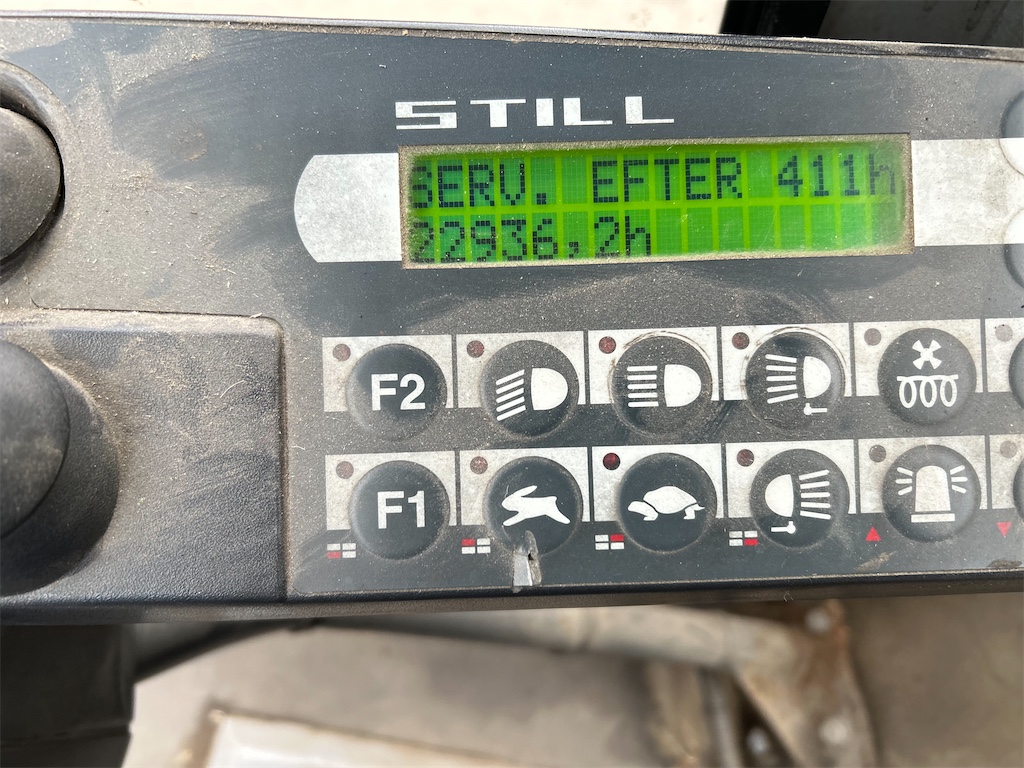 STILL
SERV. EFTER 411h
22936,2h
F2
F1